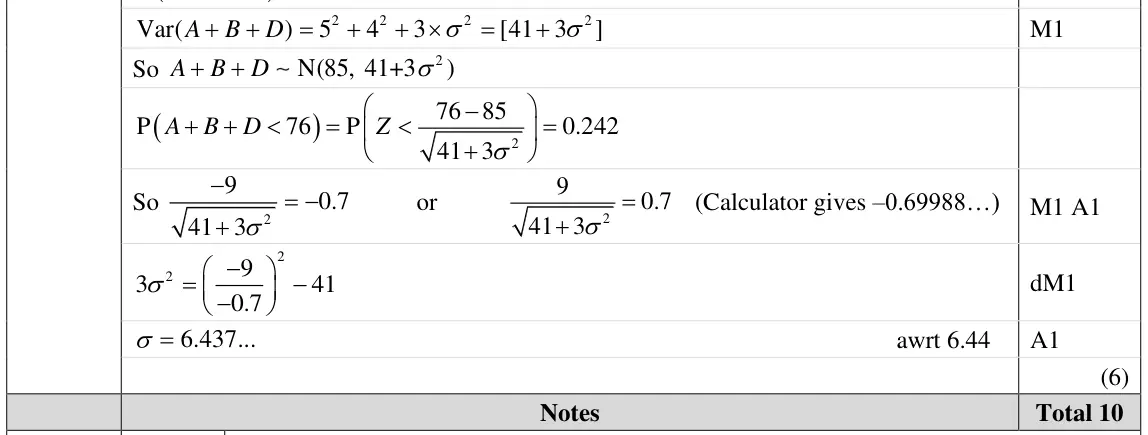 Var(A + B + D) = 5² + 4² + 3 × σ² = [41 + 3σ²] M1
So A + B + D ~ N(85, 41+3σ²)
P(A + B + D < 76) = P(Z < (76 − 85)/√(41 + 3σ²)) = 0.242
So −9/√(41 + 3σ²) = −0.7 or 9/√(41 + 3σ²) = 0.7 (Calculator gives –0.69988…) M1 A1
3σ² = (−9/−0.7)² − 41 dM1
σ = 6.437... awrt 6.44 A1
(6)
Notes Total 10